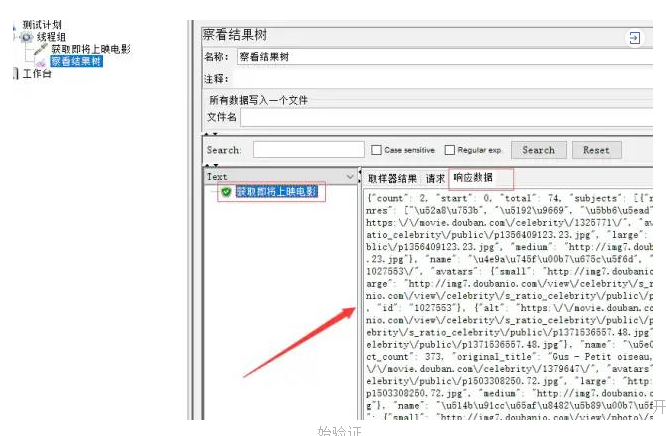 测试计划
线程组
获取即将上映电影
察看结果树
工作台
察看结果树
名称： 察看结果树
注释：
所有数据写入一个文件
文件名
Search: Case sensitive Regular exp. Search Reset
Text
获取即将上映电影
取样器结果 请求 响应数据
{"count": 2, "start": 0, "total": 74, "subjects": [{"r
nres": ["\u52a8\u753b", "\u5192\u9669", "\u5bb6\u5ead"
https:\/\/movie.douban.com\/celebrity\/1325771\/", "av
atio_celebrity\/public\/p1356409123.23.jpg", "large":
blic\/p1356409123.23.jpg", "medium": "http://img7.doub
.23.jpg"}, "name": "\u4e9a\u745f\u00b7\u675c\u5f6d", "
1027553\/", "avatars": {"small": "http://img7.doubanio
arge": "http://img7.doubanio.com\/view\/celebrity\/s_r
nio.com\/view\/celebrity\/s_ratio_celebrity\/public\/p
, "id": "1027553"}, {"alt": "https:\/\/movie.douban.co
nio.com\/view\/celebrity\/s_ratio_celebrity\/public\/p
ebrity\/s_ratio_celebrity\/public\/p1371536557.48.jpg"
elebrity\/public\/p1371536557.48.jpg"}, "name": "\u5e0
ct_count": 373, "original_title": "Gus - Petit oiseau,
\/\/movie.douban.com\/celebrity\/1379647\/", "avatars"
elebrity\/public\/p1503308250.72.jpg", "large": "http:
p1503308250.72.jpg", "medium": "http://img7.doubanio.c
g"}, "name": "\u514b\u91cc\u65af\u8482\u5b89\u00b7\u5f
: {"small": "http://img7.doubanio.com\/view\/photo\/s
开
始验证